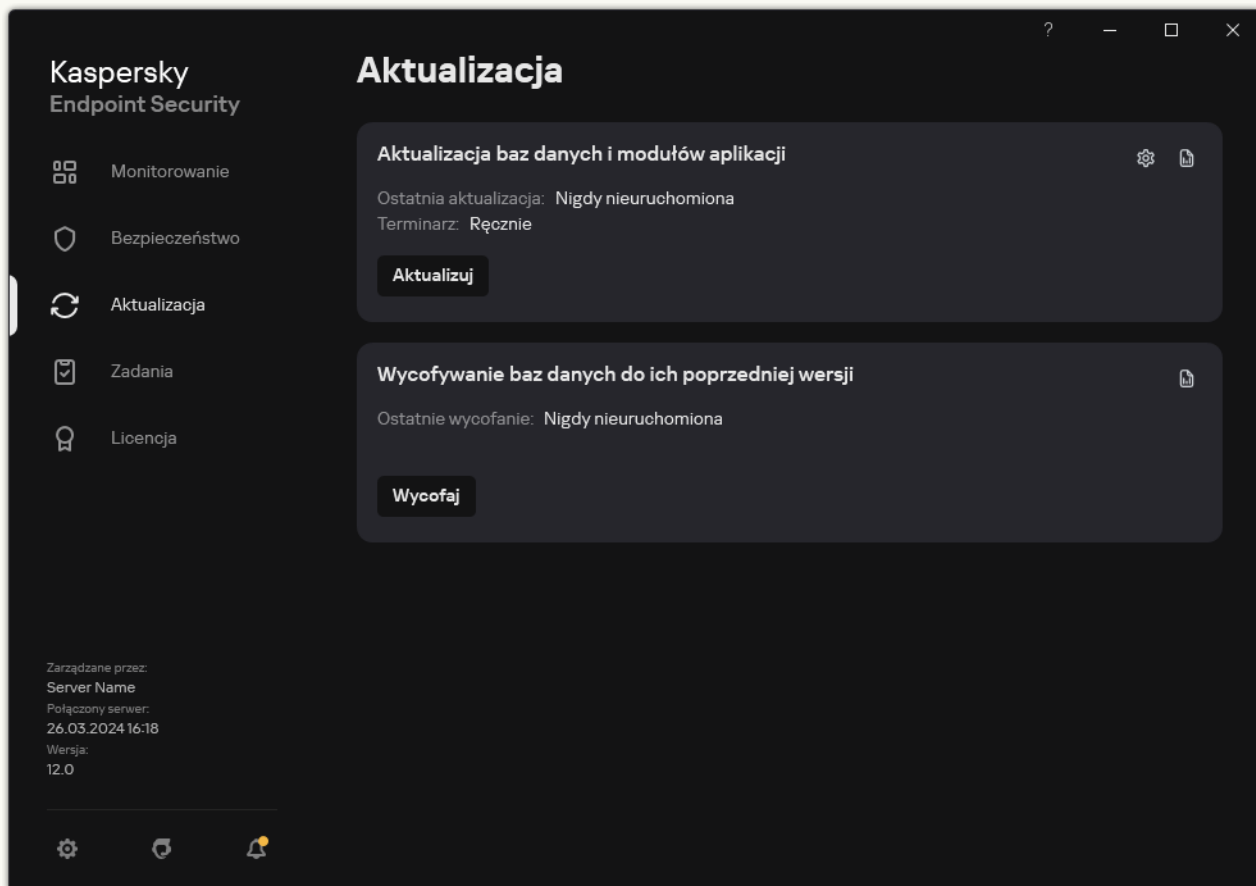 ?
Kaspersky
Endpoint Security
Monitorowanie
Bezpieczeństwo
Aktualizacja
Zadania
Licencja
Zarządzane przez:
Server Name
Połączony serwer:
26.03.2024 16:18
Wersja:
12.0
Aktualizacja
Aktualizacja baz danych i modułów aplikacji
Ostatnia aktualizacja: Nigdy nieuruchomiona
Terminarz: Ręcznie
Aktualizuj
Wycofywanie baz danych do ich poprzedniej wersji
Ostatnie wycofanie: Nigdy nieuruchomiona
Wycofaj